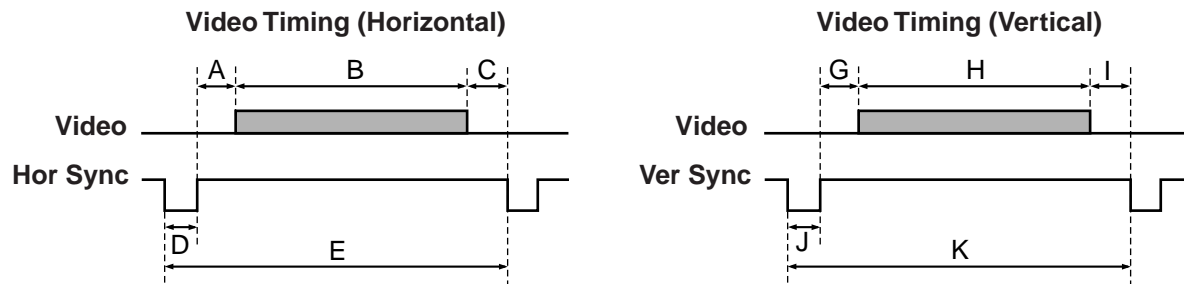 Video Timing (Horizontal)
A B C
Video
Hor Sync
D
E
Video Timing (Vertical)
G H I
Video
Ver Sync
J
K